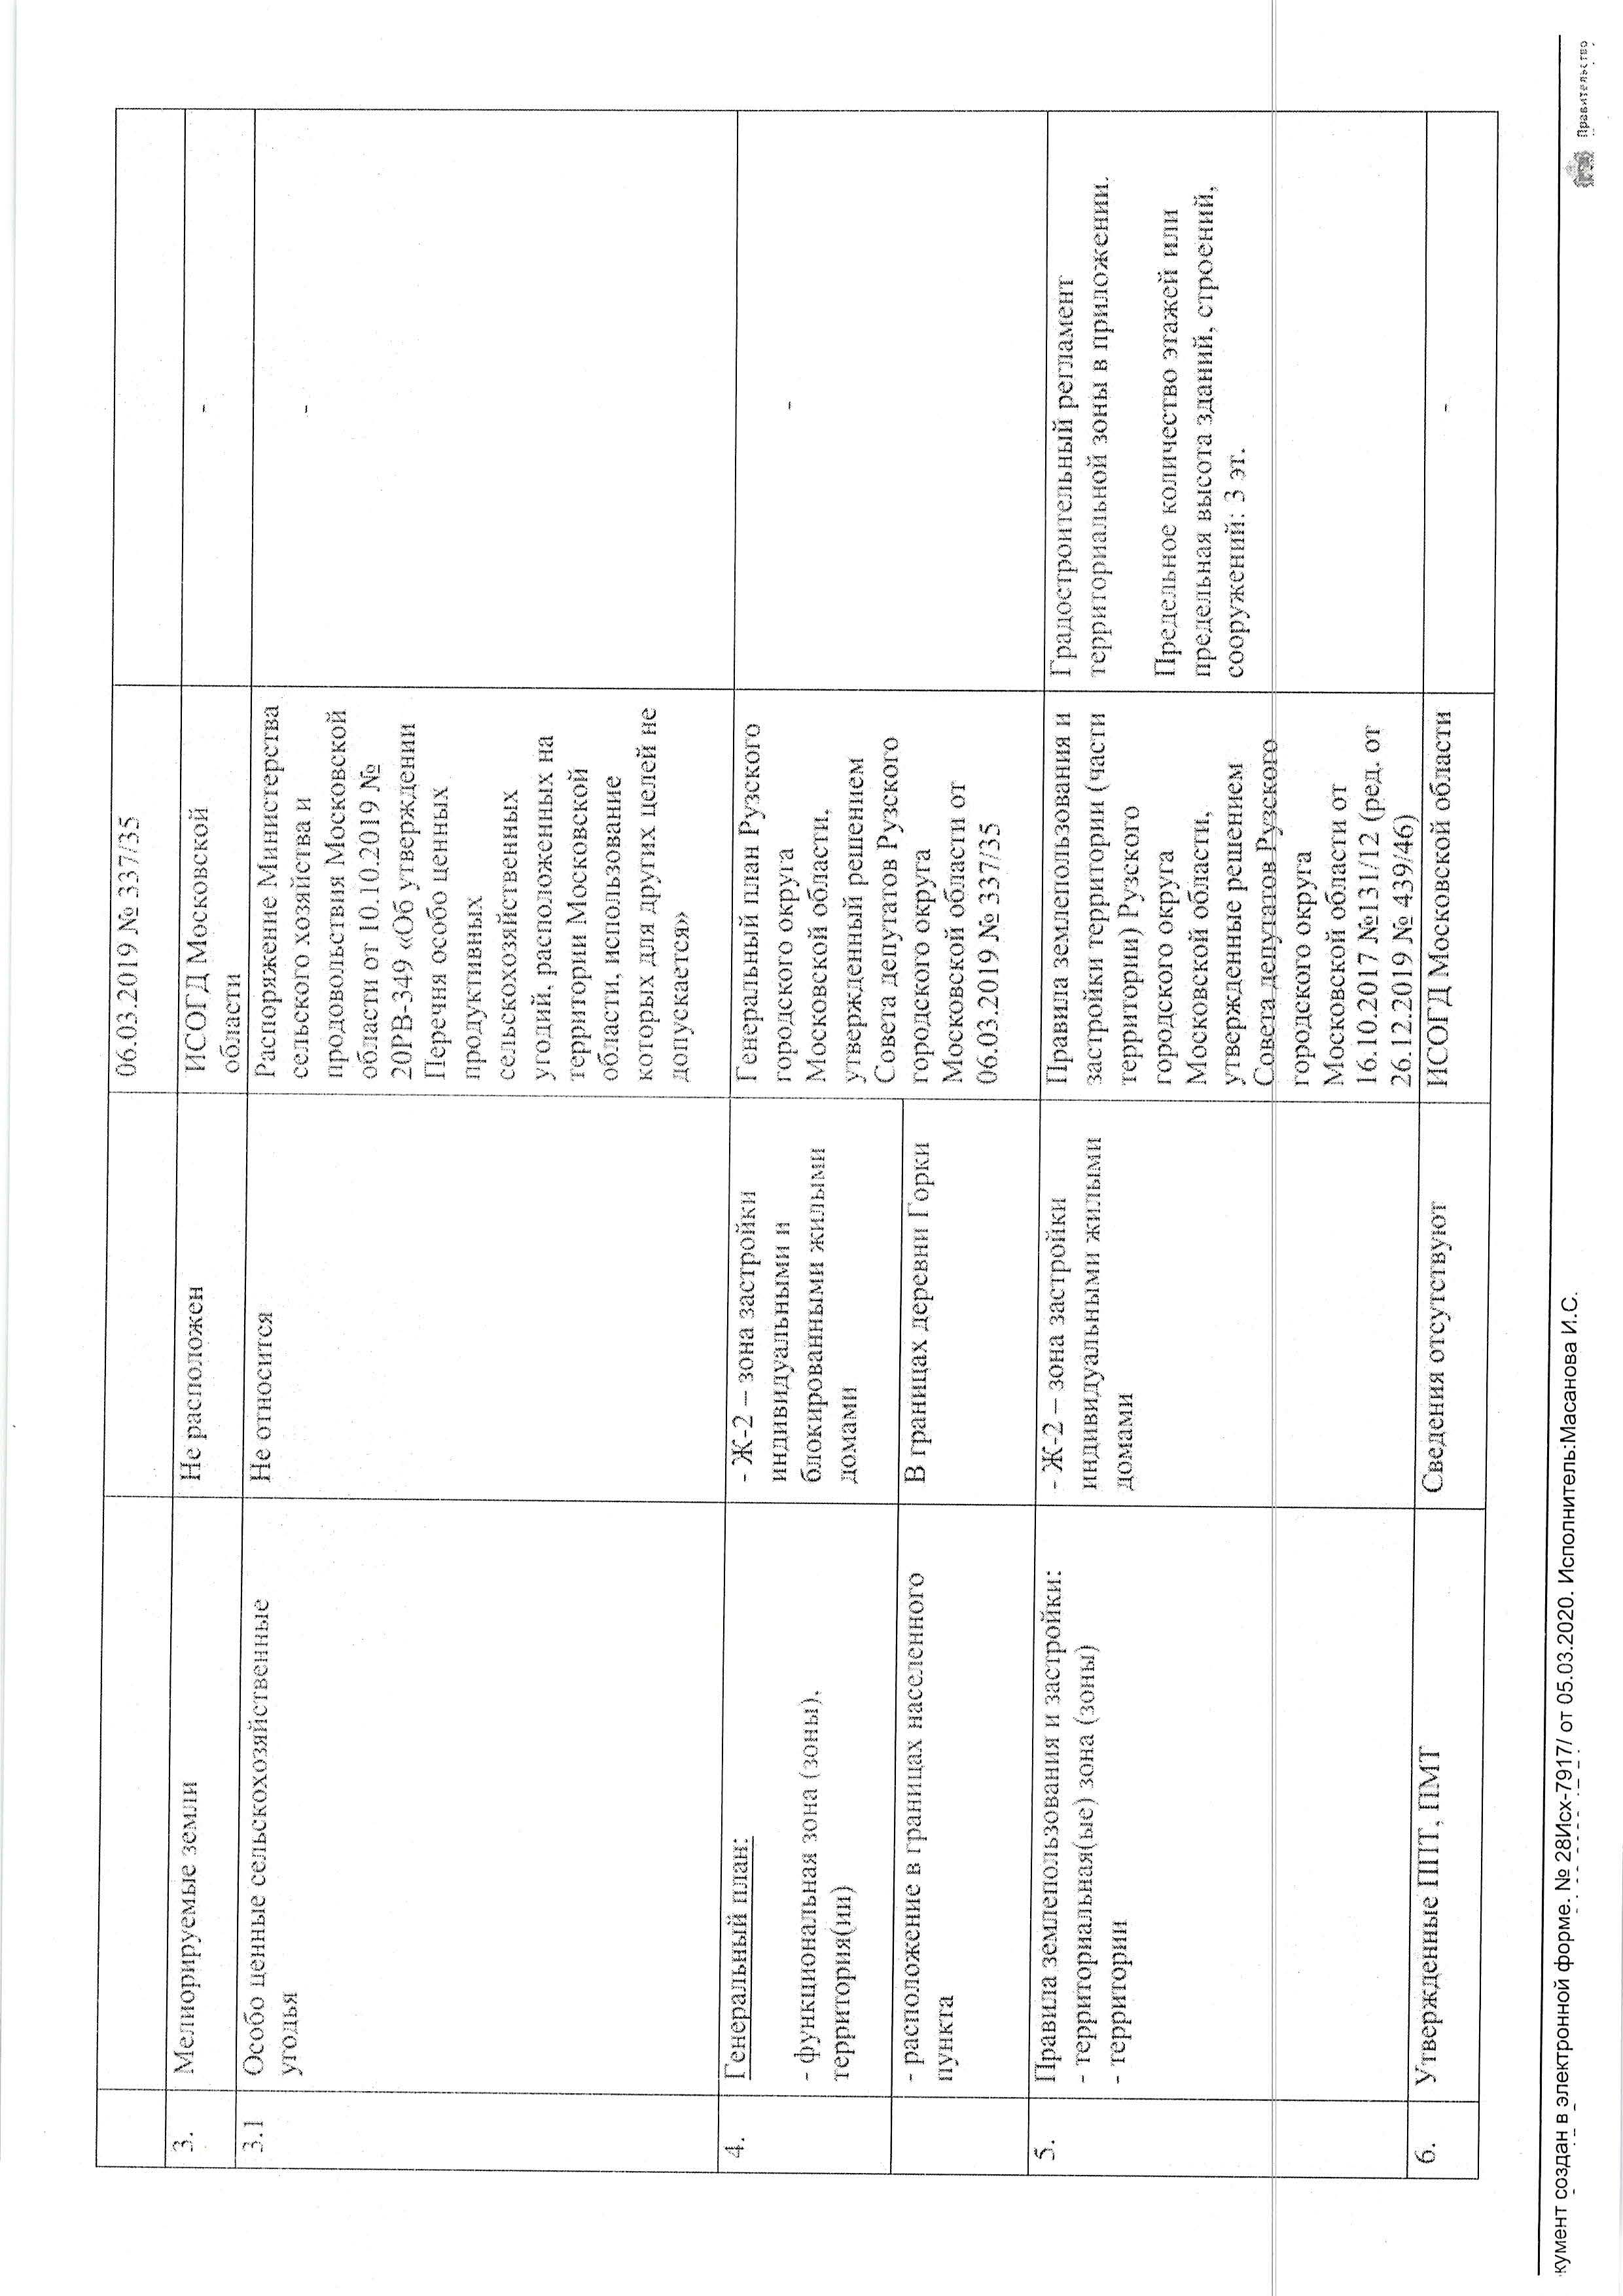 06.03.2019 № 337/35
3.
Мелиорируемые земли
Не расположен
ИСОГД Московской
области
-
3.1
Особо ценные сельскохозяйственные
угодья
Не относится
Распоряжение Министерства
сельского хозяйства и
продовольствия Московской
области от 10.10.2019 №
20РВ-349 «Об утверждении
Перечня особо ценных
продуктивных
сельскохозяйственных
угодий, расположенных на
территории Московской
области, использование
которых для других целей не
допускается»
-
4.
Генеральный план:
- функциональная зона (зоны),
территория(ии)
- Ж-2 – зона застройки
индивидуальными и
блокированными жилыми
домами
Генеральный план Рузского
городского округа
Московской области,
утвержденный решением
Совета депутатов Рузского
городского округа
Московской области от
06.03.2019 № 337/35
-
- расположение в границах населенного
пункта
В границах деревни Горки
5.
Правила землепользования и застройки:
- территориальная(ые) зона (зоны)
- территории
- Ж-2 – зона застройки
индивидуальными жилыми
домами
Правила землепользования и
застройки территории (части
территории) Рузского
городского округа
Московской области,
утвержденные решением
Совета депутатов Рузского
городского округа
Московской области от
16.10.2017 №131/12 (ред. от
26.12.2019 № 439/46)
Градостроительный регламент
территориальной зоны в приложении.
Предельное количество этажей или
предельная высота зданий, строений,
сооружений: 3 эт.
6.
Утвержденные ППТ, ПМТ
Сведения отсутствуют
ИСОГД Московской области
-
кумент создан в электронной форме. № 28Исх-7917/ от 05.03.2020. Исполнитель:Масанова И.С.
Правительство